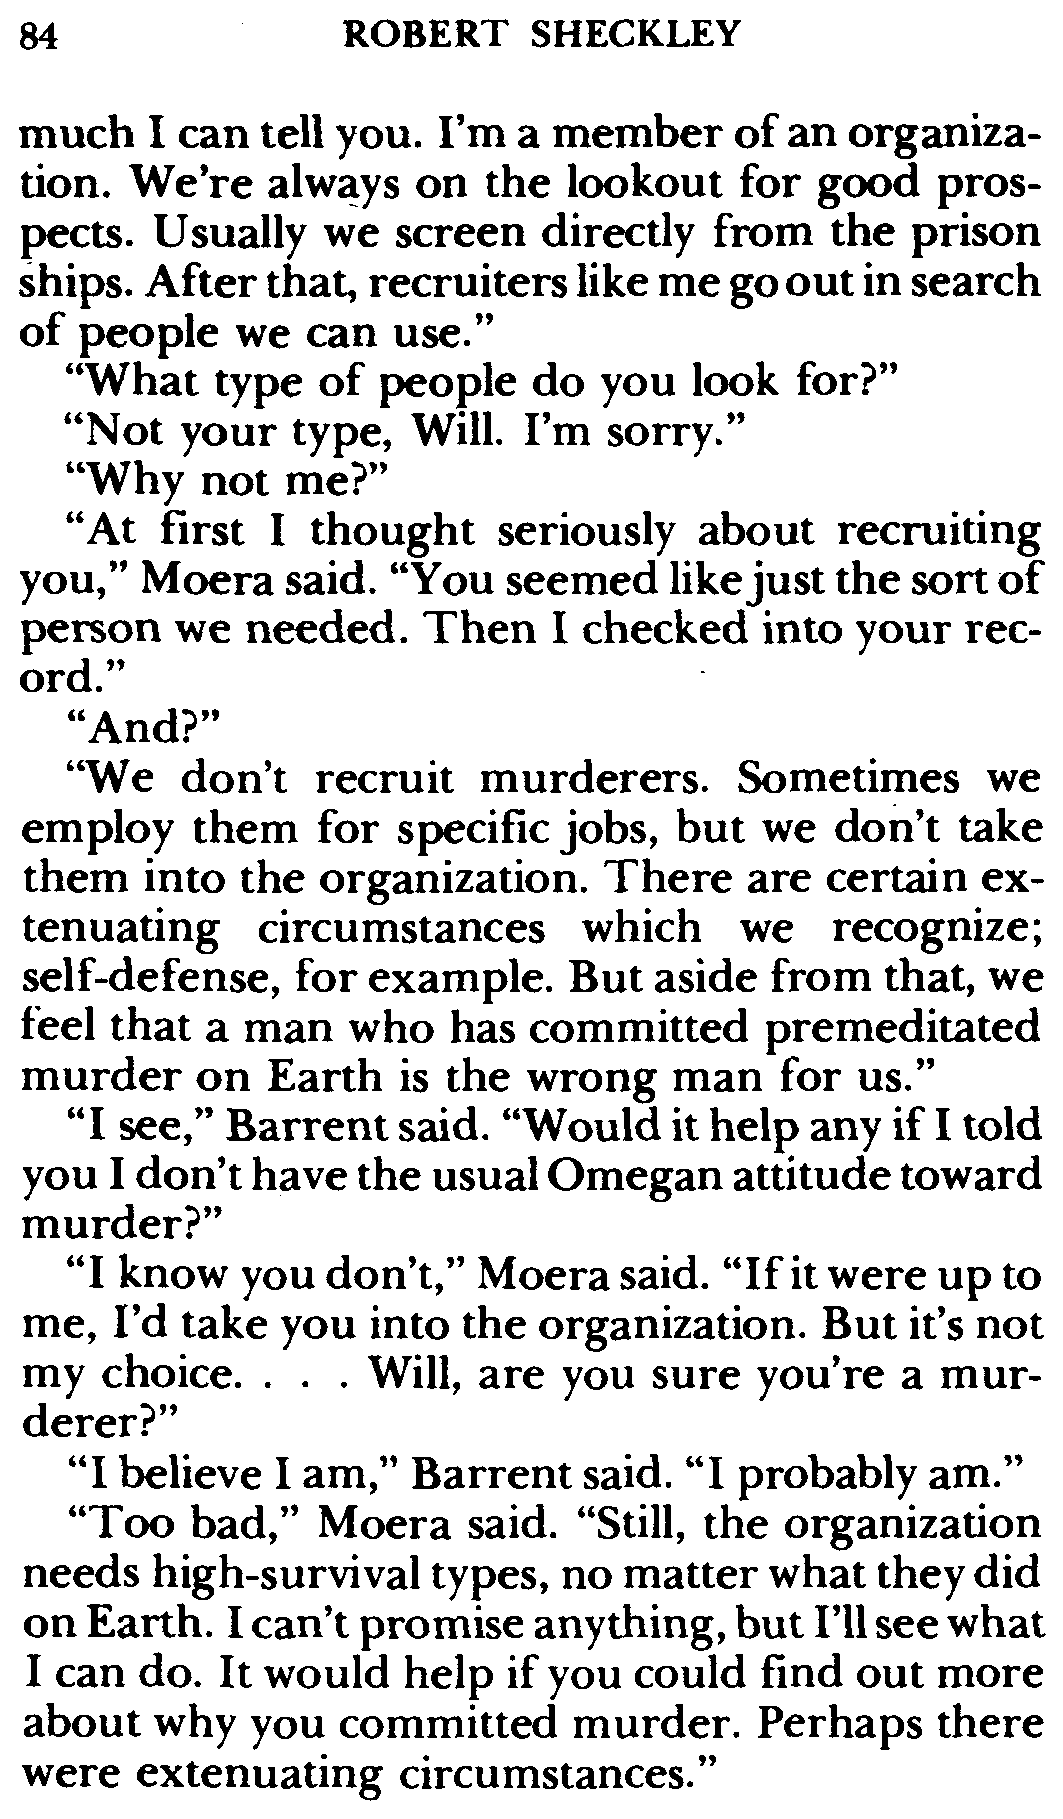 84 ROBERT SHECKLEY
much I can tell you. I'm a member of an organiza-
tion. We're always on the lookout for good pros-
pects. Usually we screen directly from the prison
ships. After that, recruiters like me go out in search
of people we can use."
"What type of people do you look for?"
"Not your type, Will. I'm sorry."
"Why not me?"
"At first I thought seriously about recruiting
you," Moera said. "You seemed like just the sort of
person we needed. Then I checked into your rec-
ord."
"And?"
"We don't recruit murderers. Sometimes we
employ them for specific jobs, but we don't take
them into the organization. There are certain ex-
tenuating circumstances which we recognize;
self-defense, for example. But aside from that, we
feel that a man who has committed premeditated
murder on Earth is the wrong man for us."
"I see," Barrent said. "Would it help any if I told
you I don't have the usual Omegan attitude toward
murder?"
"I know you don't," Moera said. "If it were up to
me, I'd take you into the organization. But it's not
my choice. . . . Will, are you sure you're a mur-
derer?"
"I believe I am," Barrent said. "I probably am."
"Too bad," Moera said. "Still, the organization
needs high-survival types, no matter what they did
on Earth. I can't promise anything, but I'll see what
I can do. It would help if you could find out more
about why you committed murder. Perhaps there
were extenuating circumstances."